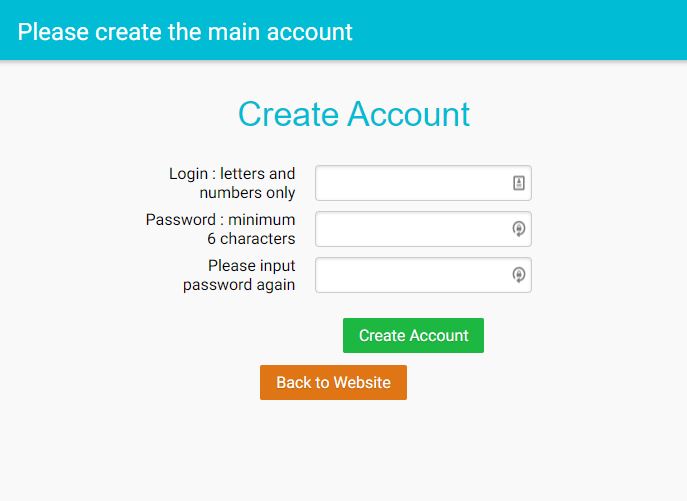 Please create the main account
Create Account
Login : letters and
numbers only
Password : minimum
6 characters
Please input
password again
Create Account
Back to Website